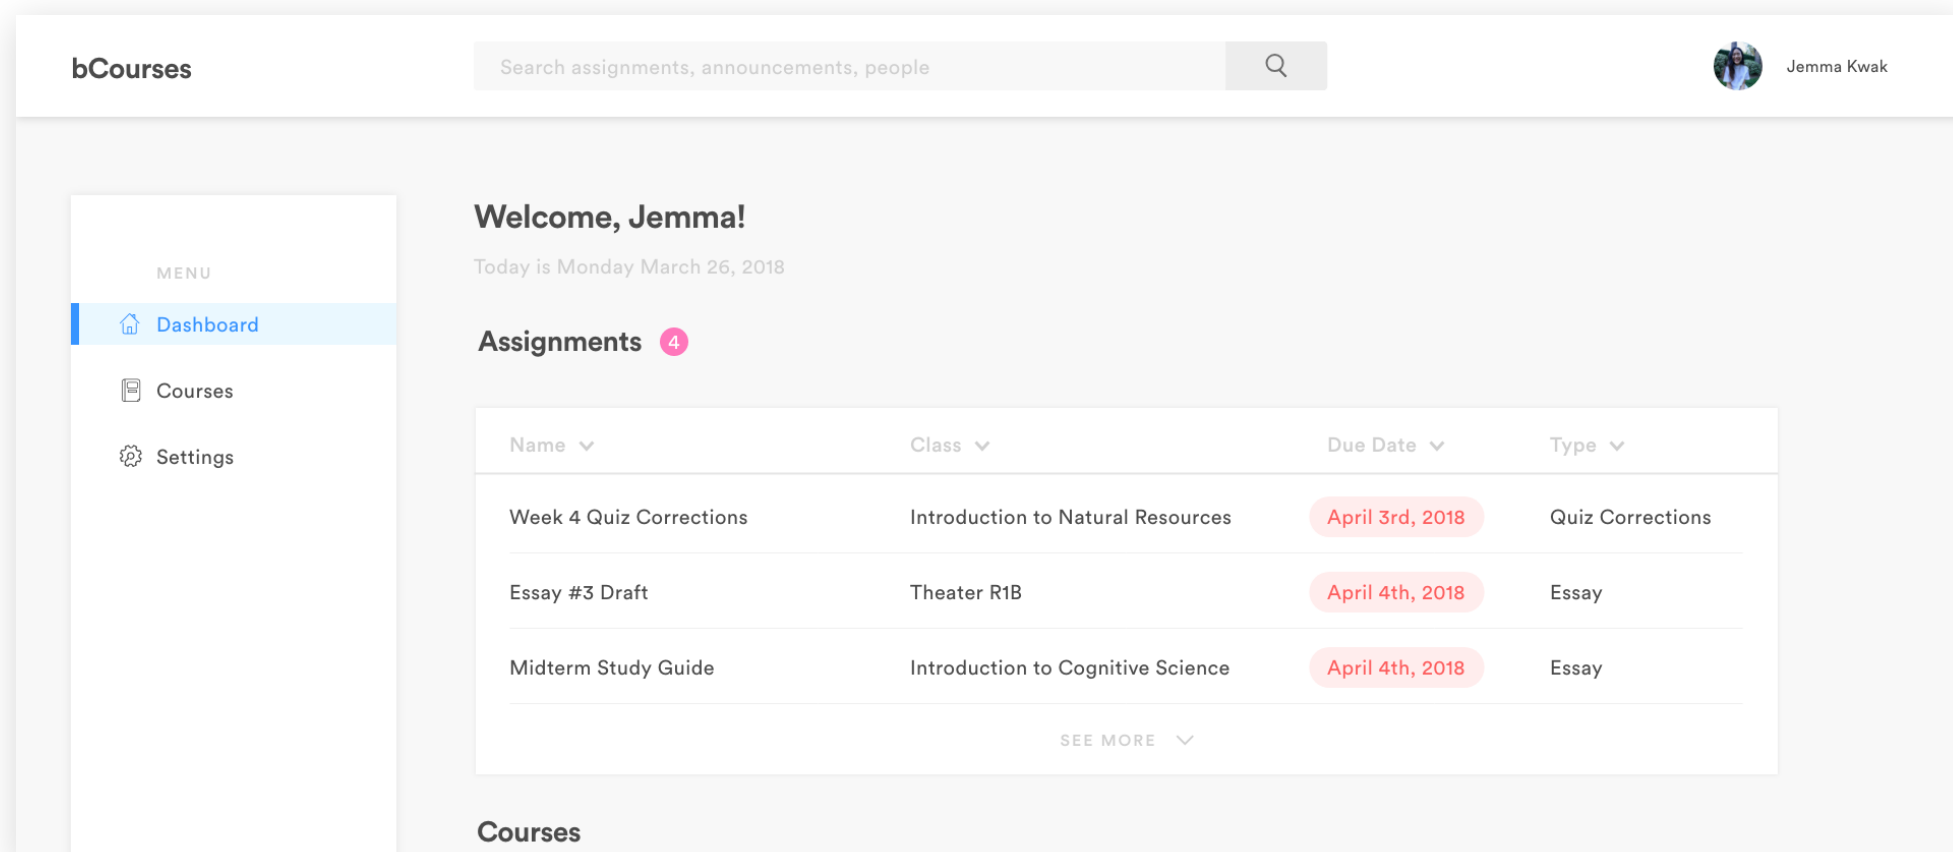 bCourses
Search assignments, announcements, people
Jemma Kwak
MENU
Dashboard
Courses
Settings
Welcome, Jemma!
Today is Monday March 26, 2018
Assignments 4
Name Class Due Date Type
Week 4 Quiz Corrections Introduction to Natural Resources April 3rd, 2018 Quiz Corrections
Essay #3 Draft Theater R1B April 4th, 2018 Essay
Midterm Study Guide Introduction to Cognitive Science April 4th, 2018 Essay
SEE MORE
Courses